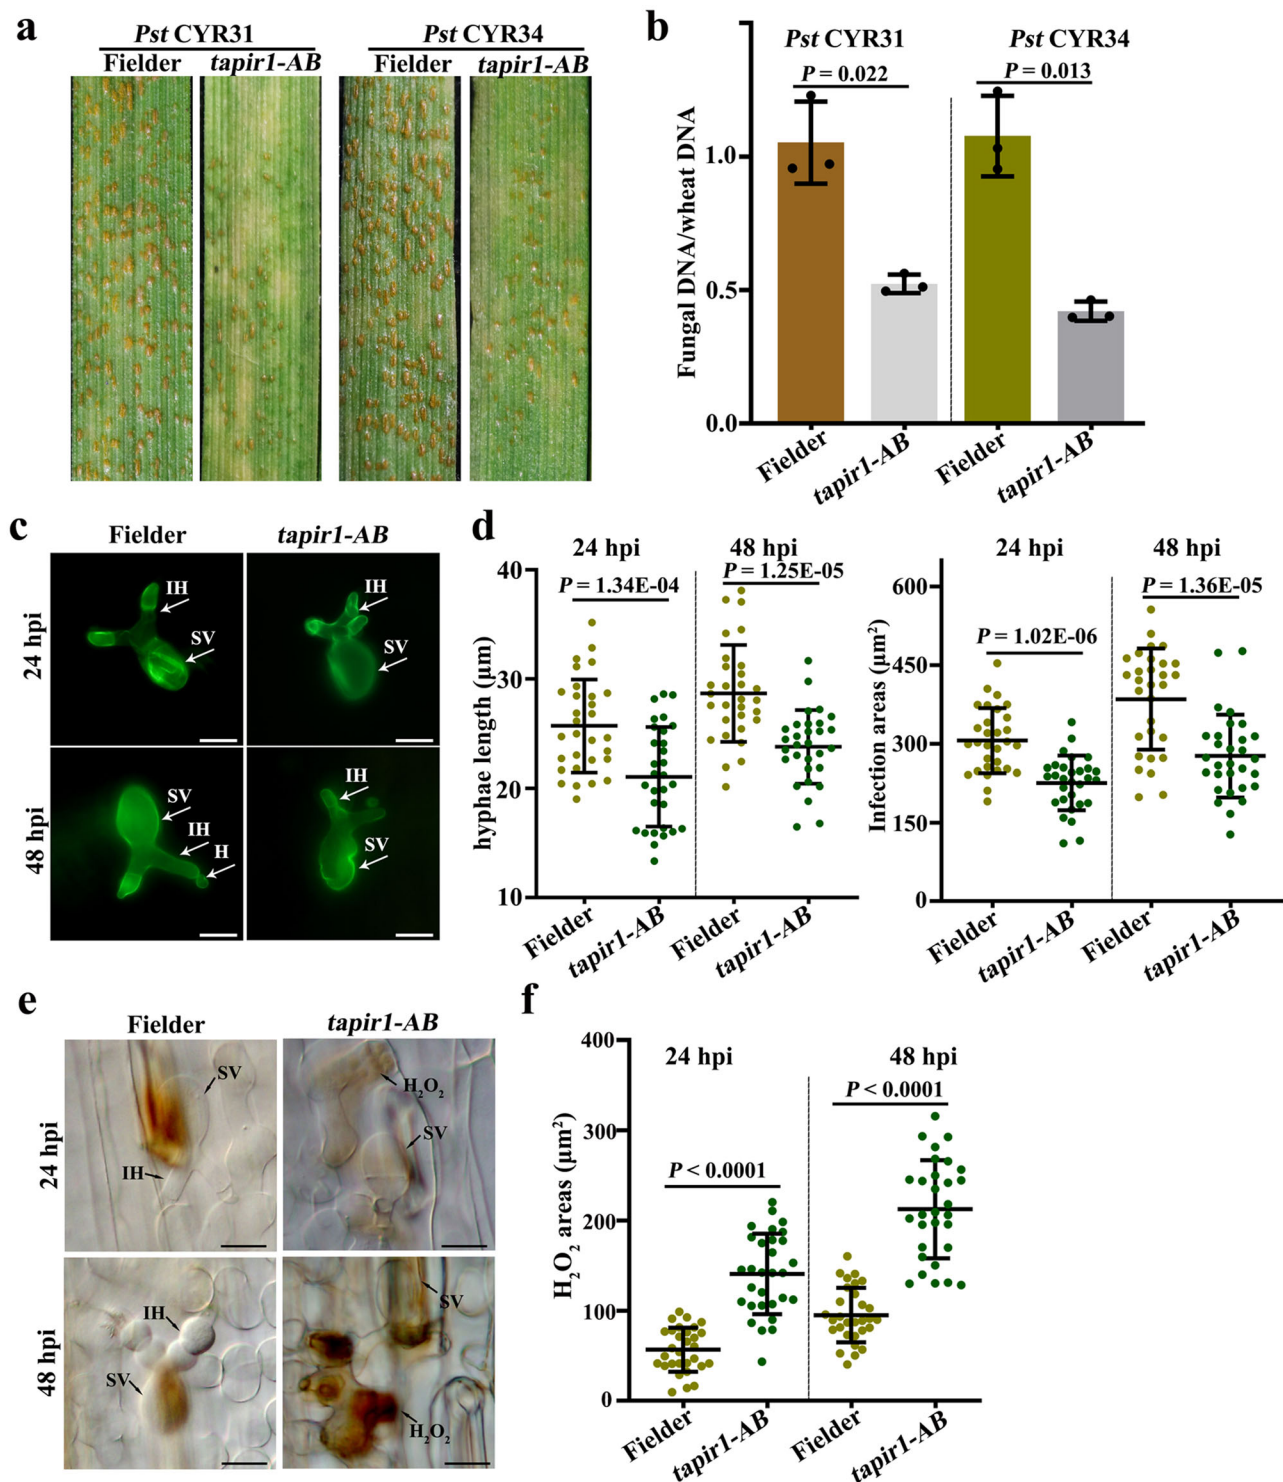 a
Pst CYR31 Pst CYR34
Fielder tapir1-AB Fielder tapir1-AB
b
Pst CYR31 Pst CYR34
P = 0.022 P = 0.013
Fungal DNA/wheat DNA
1.0
0.5
0.0
Fielder tapir1-AB Fielder tapir1-AB
c
Fielder tapir1-AB
24 hpi
IH
SV
IH
SV
48 hpi
SV
IH
H
IH
SV
d
24 hpi 48 hpi
P = 1.34E-04 P = 1.25E-05
hyphae length (µm)
40
30
20
10
Fielder tapir1-AB Fielder tapir1-AB
24 hpi 48 hpi
P = 1.02E-06 P = 1.36E-05
Infection areas (µm²)
600
450
300
150
0
Fielder tapir1-AB Fielder tapir1-AB
e
Fielder tapir1-AB
24 hpi
SV
IH
H₂O₂
SV
48 hpi
IH
SV
SV
H₂O₂
f
24 hpi 48 hpi
P < 0.0001 P < 0.0001
H₂O₂ areas (µm²)
400
300
200
100
0
Fielder tapir1-AB Fielder tapir1-AB